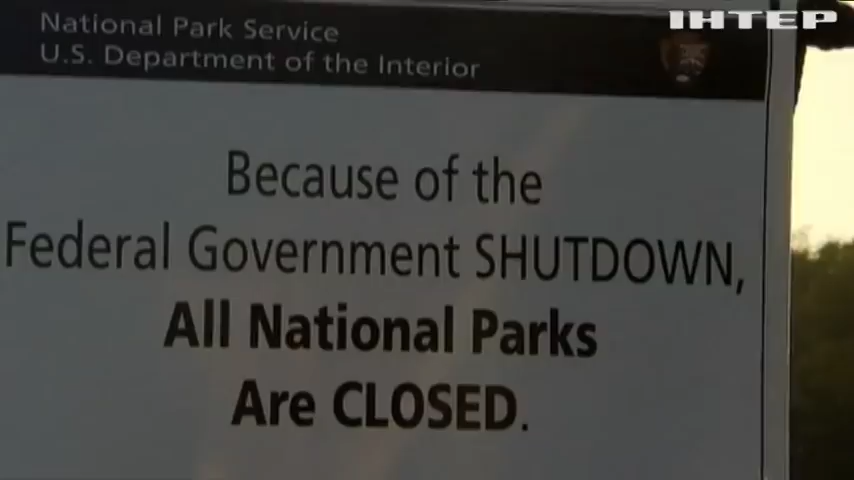 National Park Service
U.S. Department of the Interior
ІНТЕР
Because of the
Federal Government SHUTDOWN,
All National Parks
Are CLOSED.